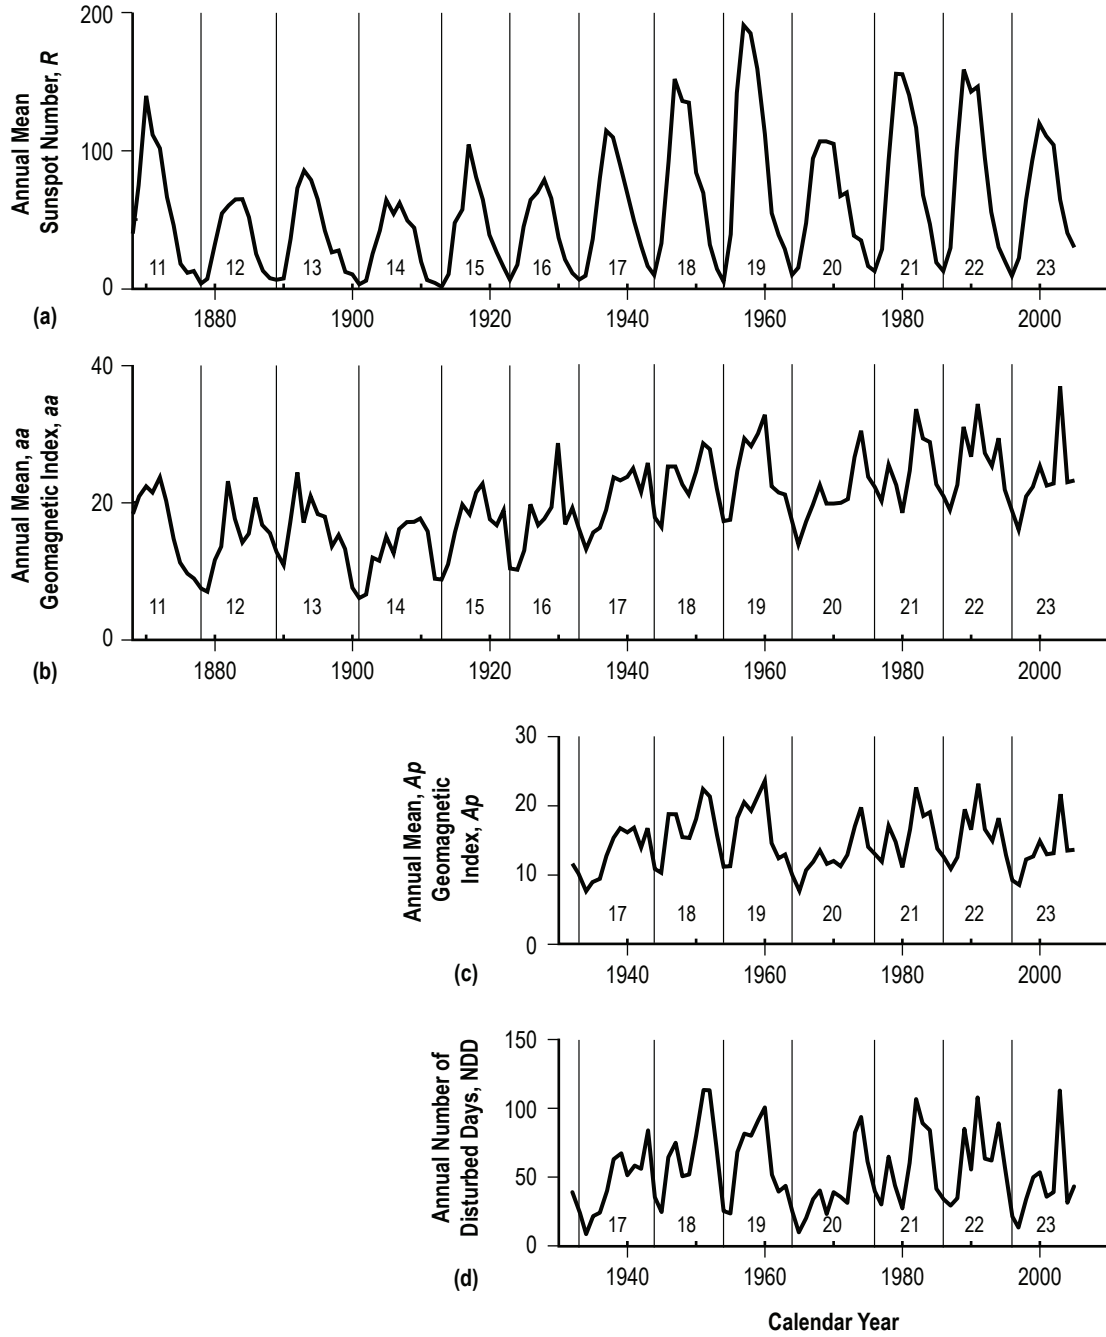 Annual Mean
Sunspot Number, R
200
100
0
11 12 13 14 15 16 17 18 19 20 21 22 23
(a)
1880 1900 1920 1940 1960 1980 2000
Annual Mean, aa
Geomagnetic Index, aa
40
20
0
11 12 13 14 15 16 17 18 19 20 21 22 23
(b)
1880 1900 1920 1940 1960 1980 2000
Annual Mean, Ap
Geomagnetic
Index, Ap
30
20
10
0
17 18 19 20 21 22 23
(c)
1940 1960 1980 2000
Annual Number of
Disturbed Days, NDD
150
100
50
0
17 18 19 20 21 22 23
(d)
1940 1960 1980 2000
Calendar Year